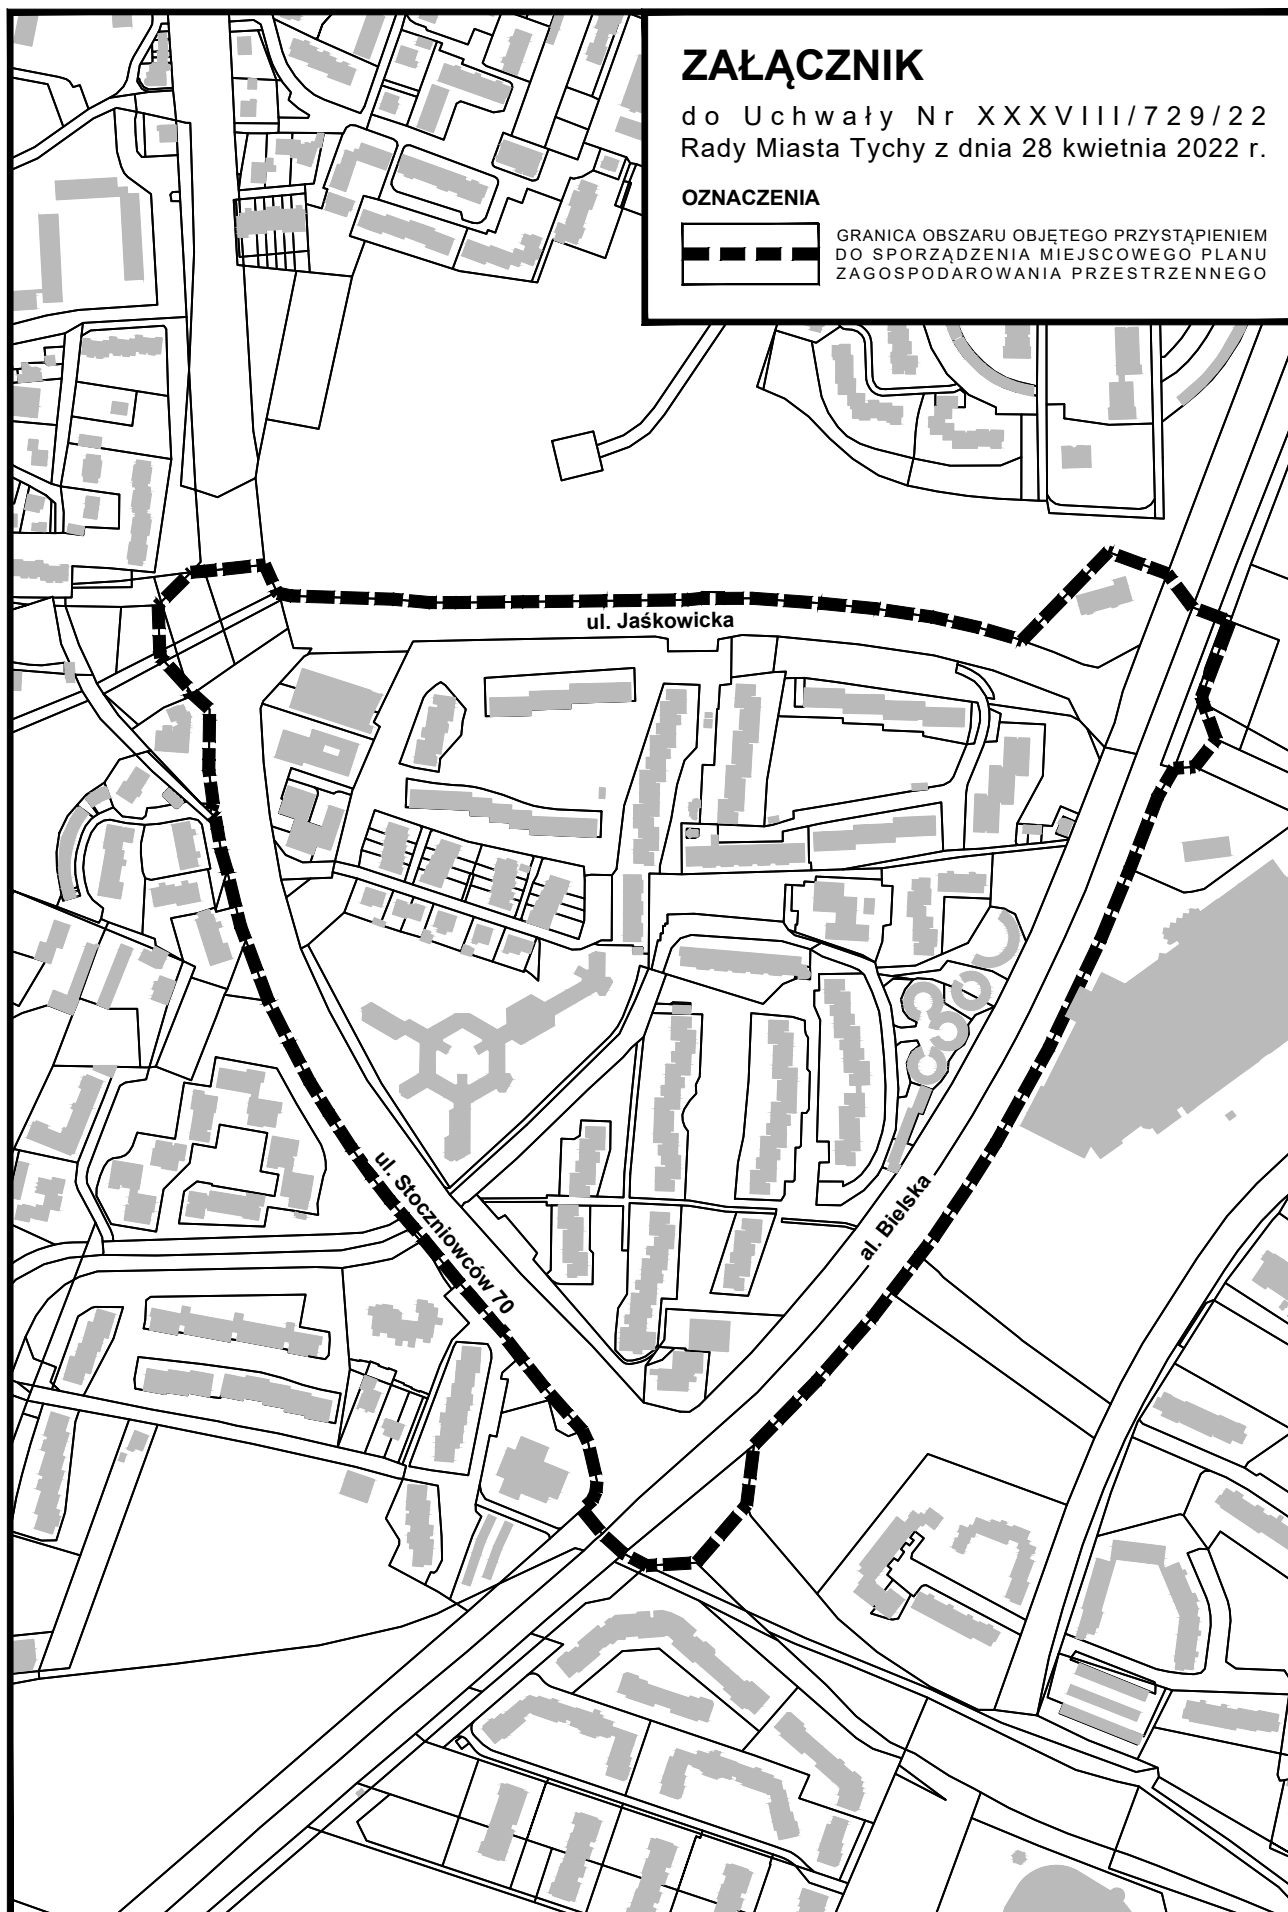 ZAŁĄCZNIK
do Uchwały Nr XXXVIII/729/22
Rady Miasta Tychy z dnia 28 kwietnia 2022 r.
OZNACZENIA
GRANICA OBSZARU OBJĘTEGO PRZYSTĄPIENIEM
DO SPORZĄDZENIA MIEJSCOWEGO PLANU
ZAGOSPODAROWANIA PRZESTRZENNEGO
ul. Jaśkowicka
ul. Stoczniowców 70
al. Bielska